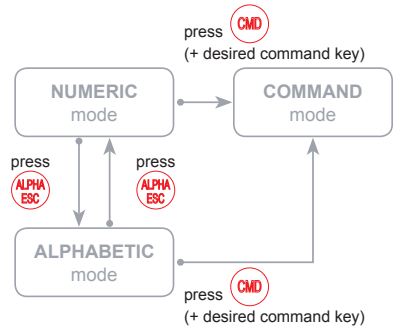 press CMD
(+ desired command key)
NUMERIC
mode
COMMAND
mode
press
ALPHA
ESC
press
ALPHA
ESC
ALPHABETIC
mode
press CMD
(+ desired command key)